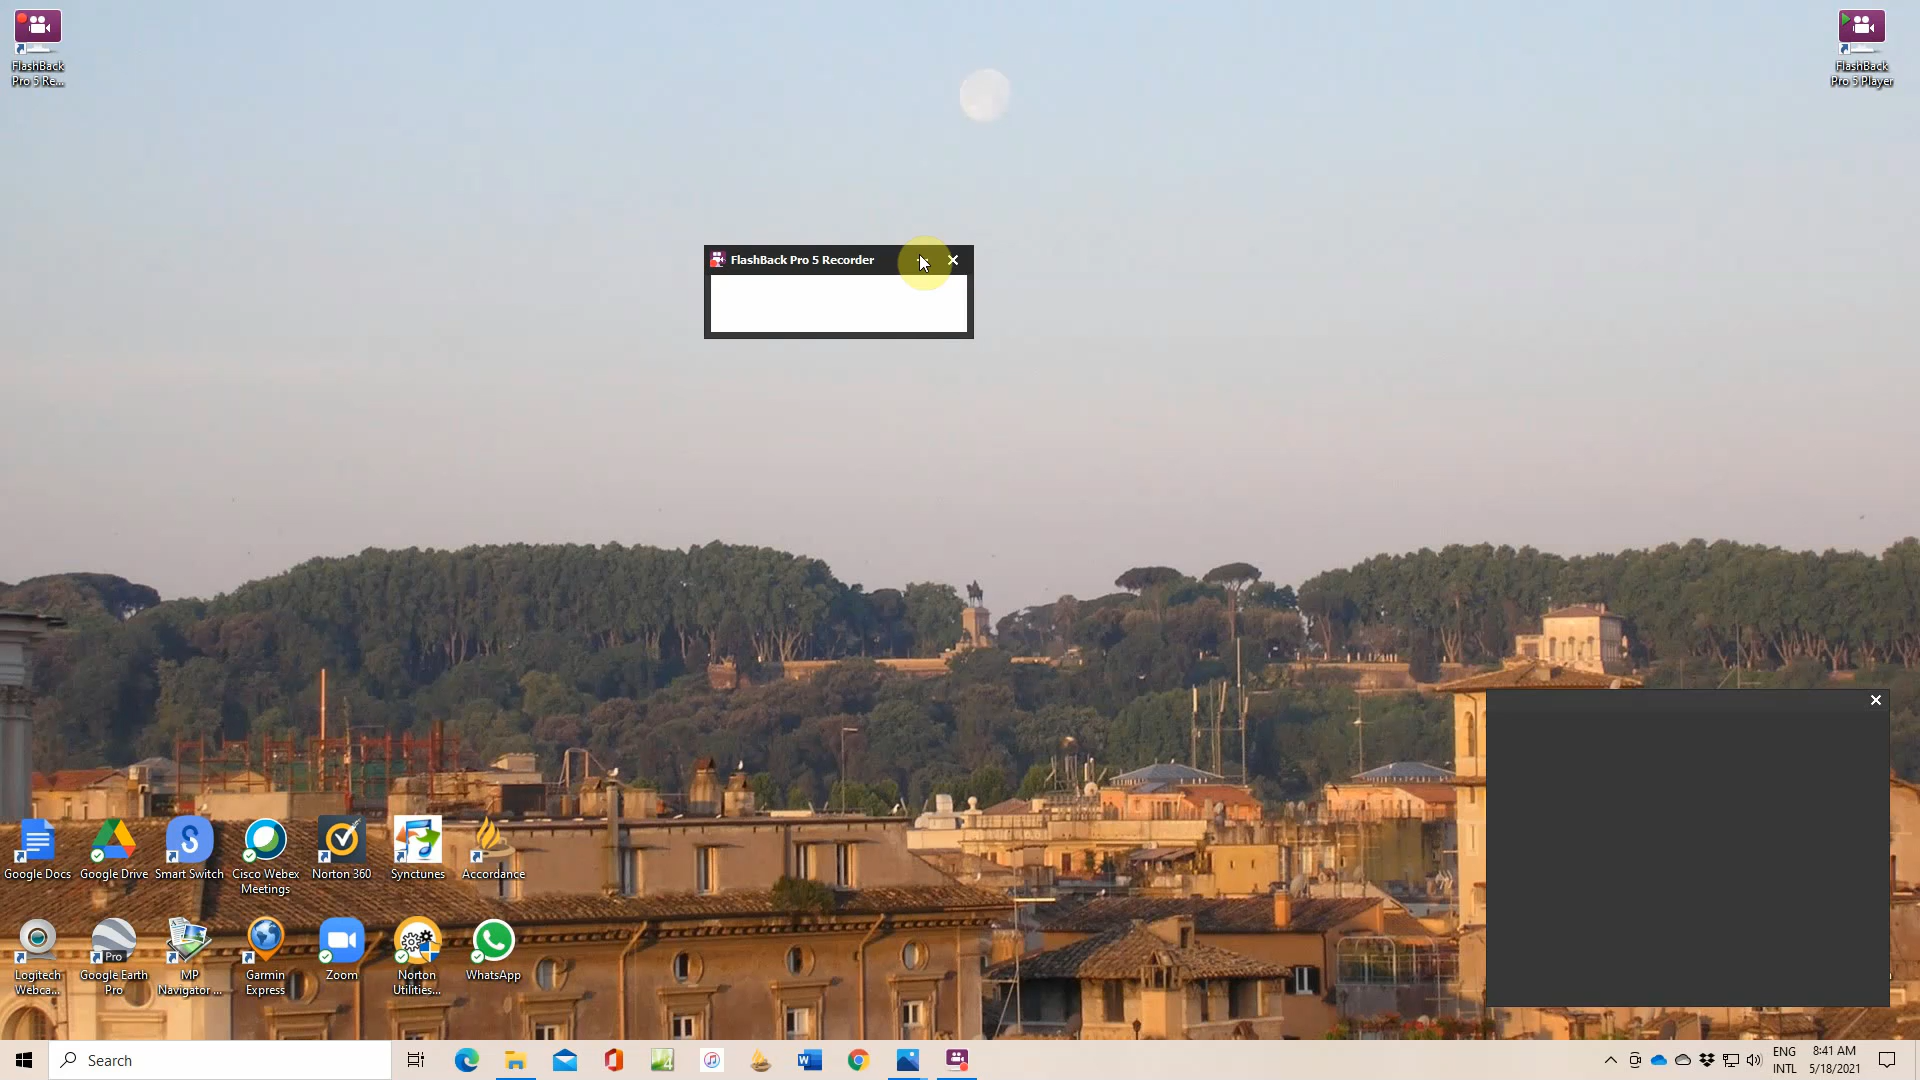 FlashBack
Pro 5 Re...
FlashBack
Pro 5 Player
FlashBack Pro 5 Recorder
Google Docs
Google Drive
Smart Switch
Cisco Webex
Meetings
Norton 360
Synctunes
Accordance
Logitech
Webca...
Pro
Google Earth
Pro
MP
Navigator ...
Garmin
Express
Zoom
Norton
Utilities...
WhatsApp
Search
ENG
INTL
8:41 AM
5/18/2021